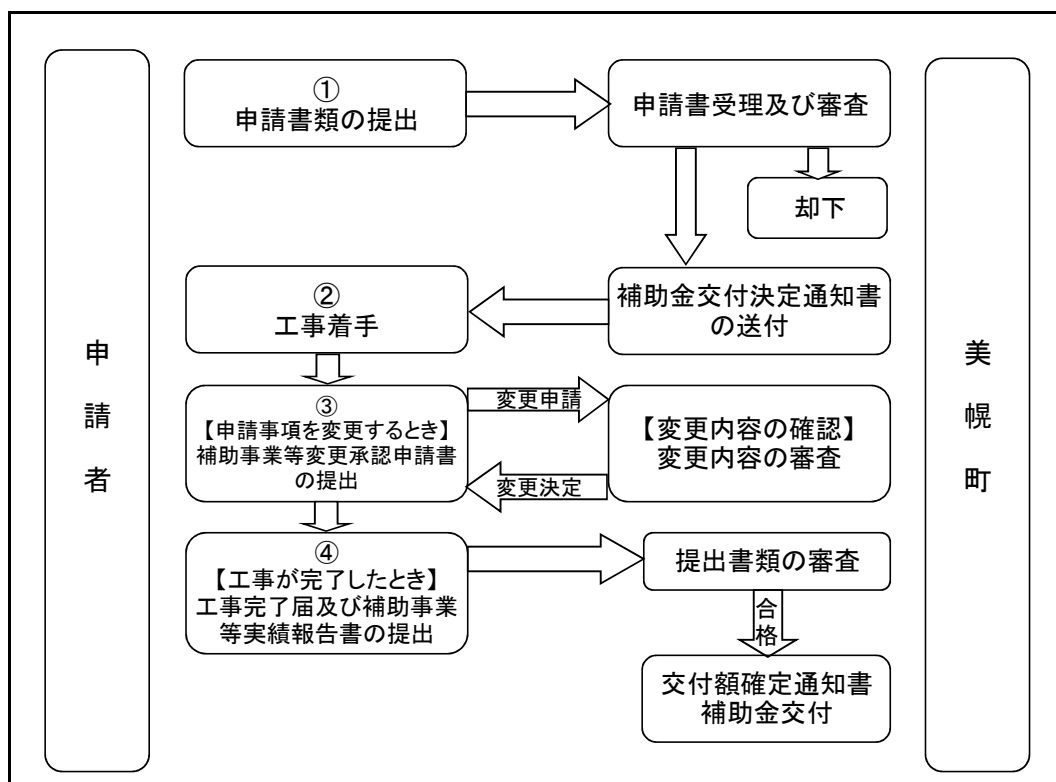 申請者
①
申請書類の提出
申請書受理及び審査
却下
補助金交付決定通知書
の送付
②
工事着手
③
【申請事項を変更するとき】
補助事業等変更承認申請書
の提出
変更申請
【変更内容の確認】
変更内容の審査
変更決定
④
【工事が完了したとき】
工事完了届及び補助事業
等実績報告書の提出
提出書類の審査
合格
交付額確定通知書
補助金交付
美幌町